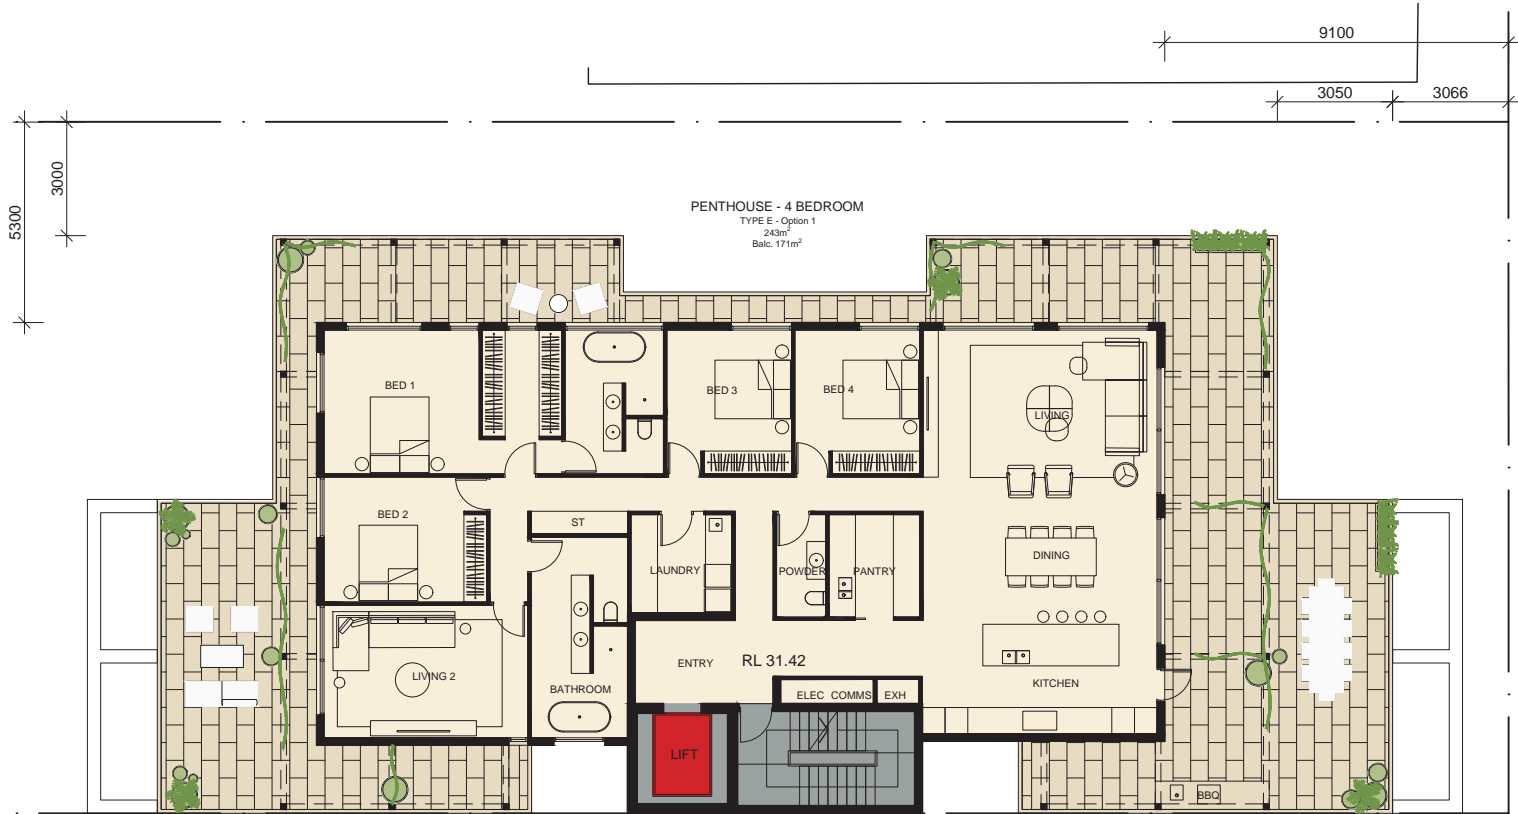 9100
3050
3066
3000
5300
PENTHOUSE - 4 BEDROOM
TYPE E - Option 1
243m²
Balc. 171m²
BED 1
BED 3
BED 4
LIVING
BED 2
ST
LAUNDRY
POWDER
PANTRY
DINING
ENTRY
RL 31.42
LIVING 2
BATHROOM
KITCHEN
ELEC COMMS
EXH
LIFT
BBQ